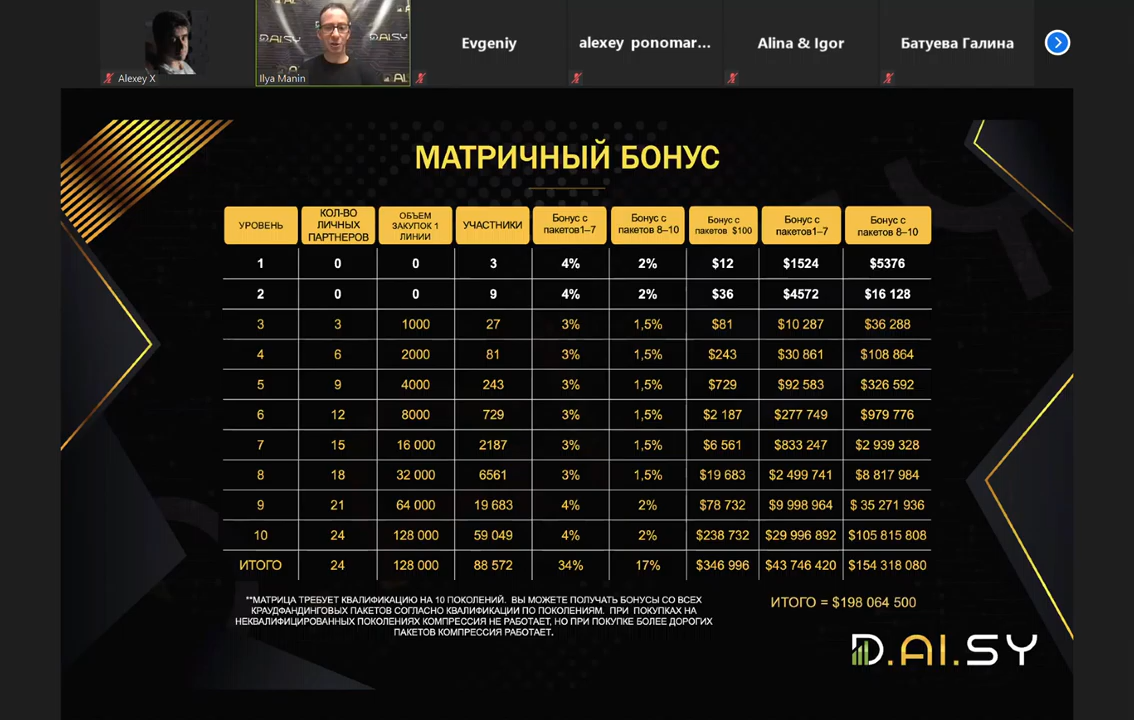 Evgeniy
alexey ponomar...
Alina & Igor
Батуева Галина
Alexey X
Ilya Manin
МАТРИЧНЫЙ БОНУС
УРОВЕНЬ КОЛ-ВО ЛИЧНЫХ ПАРТНЕРОВ ОБЪЕМ ЗАКУПОК 1 ЛИНИИ УЧАСТНИКИ Бонус с пакетов1–7 Бонус с пакетов 8–10 Бонус с пакетов $100 Бонус с пакетов1–7 Бонус с пакетов 8–10
1 0 0 3 4% 2% $12 $1524 $5376
2 0 0 9 4% 2% $36 $4572 $16 128
3 3 1000 27 3% 1,5% $81 $10 287 $36 288
4 6 2000 81 3% 1,5% $243 $30 861 $108 864
5 9 4000 243 3% 1,5% $729 $92 583 $326 592
6 12 8000 729 3% 1,5% $2 187 $277 749 $979 776
7 15 16 000 2187 3% 1,5% $6 561 $833 247 $2 939 328
8 18 32 000 6561 3% 1,5% $19 683 $2 499 741 $8 817 984
9 21 64 000 19 683 4% 2% $78 732 $9 998 964 $ 35 271 936
10 24 128 000 59 049 4% 2% $238 732 $29 996 892 $105 815 808
ИТОГО 24 128 000 88 572 34% 17% $346 996 $43 746 420 $154 318 080
**МАТРИЦА ТРЕБУЕТ КВАЛИФИКАЦИЮ НА 10 ПОКОЛЕНИЙ. ВЫ МОЖЕТЕ ПОЛУЧАТЬ БОНУСЫ СО ВСЕХ
КРАУДФАНДИНГОВЫХ ПАКЕТОВ СОГЛАСНО КВАЛИФИКАЦИИ ПО ПОКОЛЕНИЯМ. ПРИ ПОКУПКАХ НА
НЕКВАЛИФИЦИРОВАННЫХ ПОКОЛЕНИЯХ КОМПРЕССИЯ НЕ РАБОТАЕТ, НО ПРИ ПОКУПКЕ БОЛЕЕ ДОРОГИХ
ПАКЕТОВ КОМПРЕССИЯ РАБОТАЕТ.
ИТОГО = $198 064 500
D.AI.SY